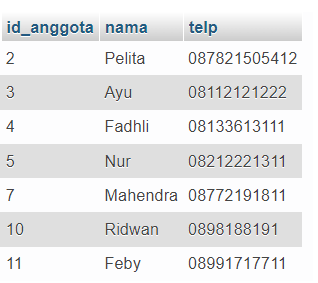 id_anggota nama telp
2 Pelita 087821505412
3 Ayu 08112121222
4 Fadhli 08133613111
5 Nur 08212221311
7 Mahendra 08772191811
10 Ridwan 0898188191
11 Feby 08991717711